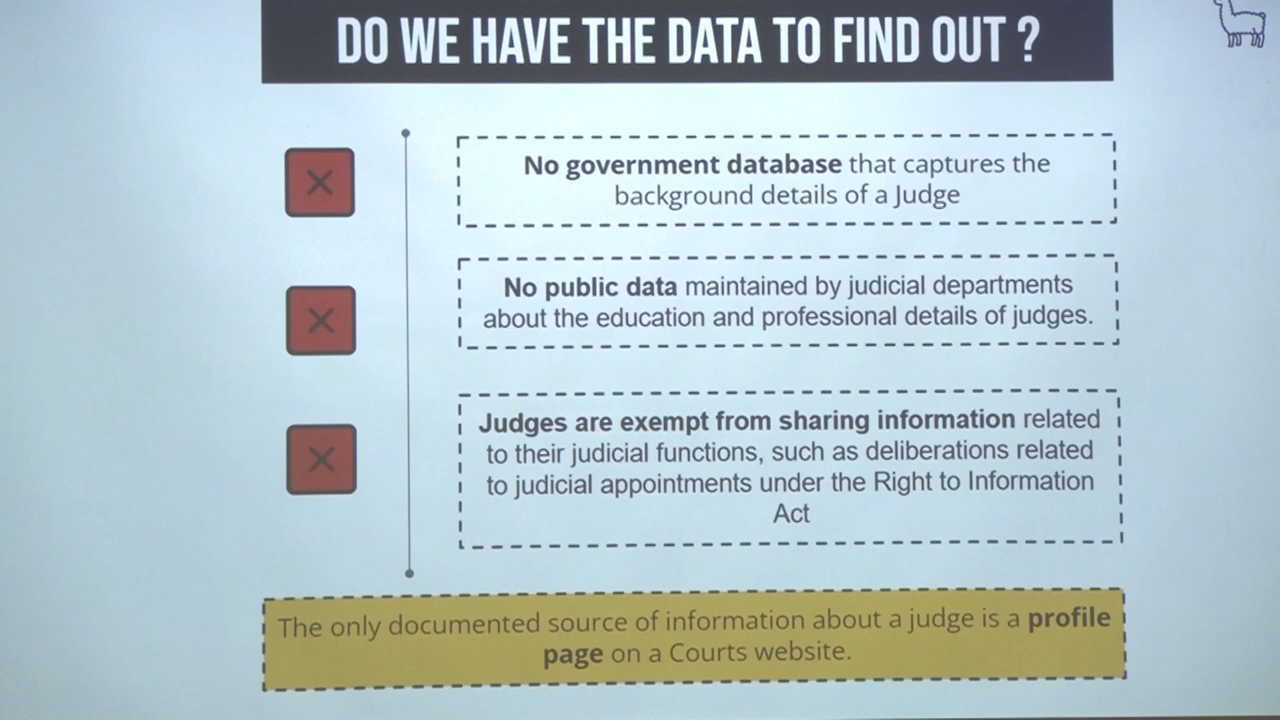 DO WE HAVE THE DATA TO FIND OUT ?
No government database that captures the
background details of a Judge
No public data maintained by judicial departments
about the education and professional details of judges.
Judges are exempt from sharing information related
to their judicial functions, such as deliberations related
to judicial appointments under the Right to Information
Act
The only documented source of information about a judge is a profile
page on a Courts website.